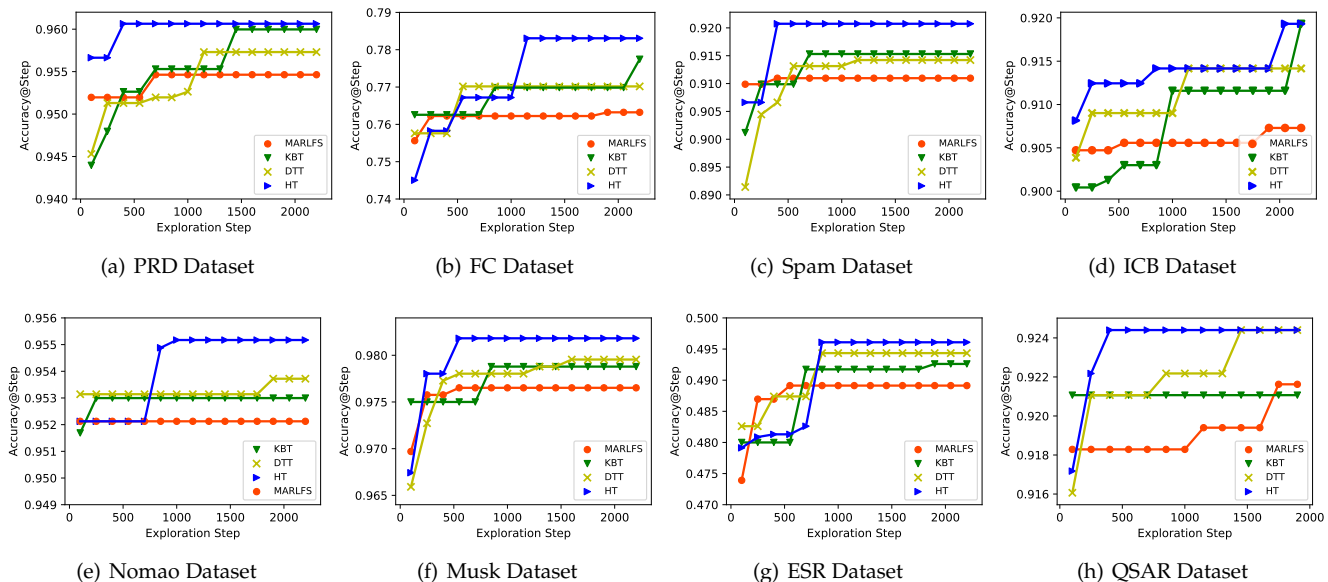 Accuracy@Step
0.960
0.955
0.950
0.945
0.940
0 500 1000 1500 2000
Exploration Step
MARLFS
KBT
DTT
HT
(a) PRD Dataset
Accuracy@Step
0.79
0.78
0.77
0.76
0.75
0.74
0 500 1000 1500 2000
Exploration Step
MARLFS
KBT
DTT
HT
(b) FC Dataset
Accuracy@Step
0.920
0.915
0.910
0.905
0.900
0.895
0.890
0 500 1000 1500 2000
Exploration Step
MARLFS
KBT
DTT
HT
(c) Spam Dataset
Accuracy@Step
0.920
0.915
0.910
0.905
0.900
0 500 1000 1500 2000
Exploration Step
MARLFS
KBT
DTT
HT
(d) ICB Dataset
Accuracy@Step
0.956
0.955
0.954
0.953
0.952
0.951
0.950
0.949
0 500 1000 1500 2000
Exploration Step
KBT
DTT
HT
MARLFS
(e) Nomao Dataset
Accuracy@Step
0.980
0.975
0.970
0.965
0 500 1000 1500 2000
Exploration Step
MARLFS
KBT
DTT
HT
(f) Musk Dataset
Accuracy@Step
0.500
0.495
0.490
0.485
0.480
0.475
0.470
0 500 1000 1500 2000
Exploration Step
MARLFS
KBT
DTT
HT
(g) ESR Dataset
Accuracy@Step
0.924
0.922
0.920
0.918
0.916
0 500 1000 1500 2000
Exploration Step
MARLFS
KBT
DTT
HT
(h) QSAR Dataset